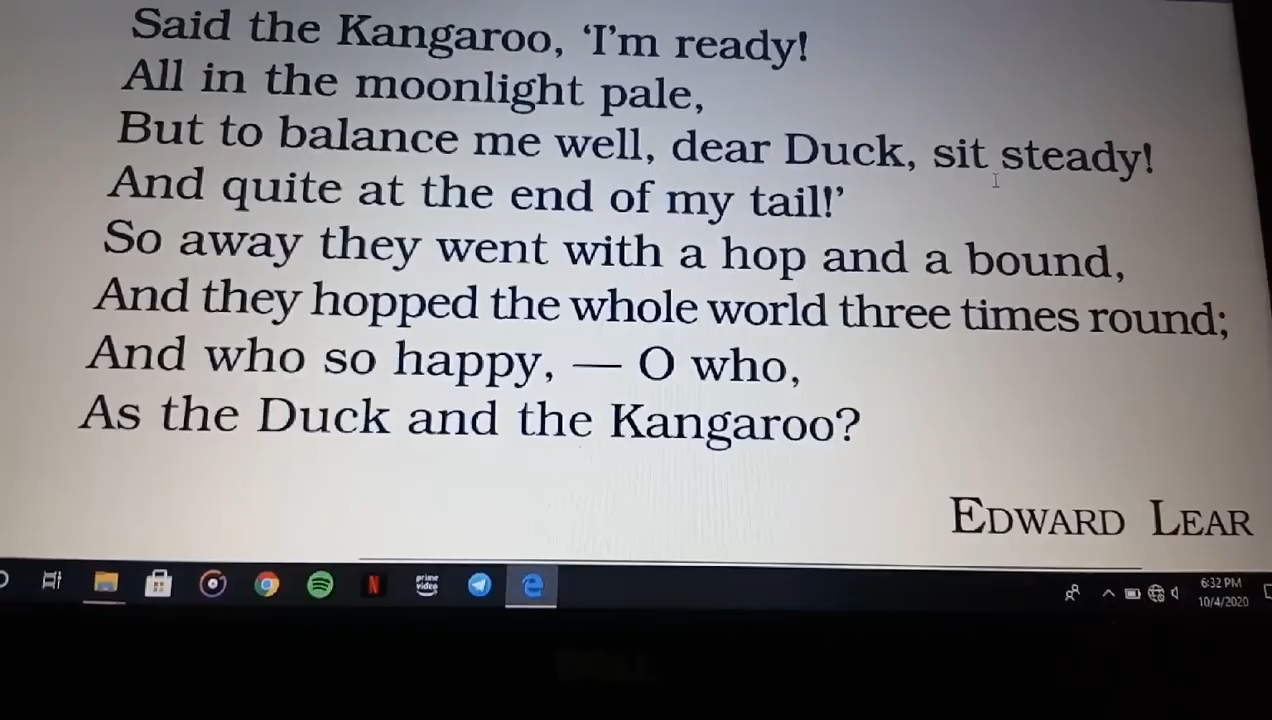 Said the Kangaroo, ‘I’m ready!
All in the moonlight pale,
But to balance me well, dear Duck, sit steady!
And quite at the end of my tail!’
So away they went with a hop and a bound,
And they hopped the whole world three times round;
And who so happy, — O who,
As the Duck and the Kangaroo?
EDWARD LEAR
prime video
6:32 PM
10/4/2020
DELL